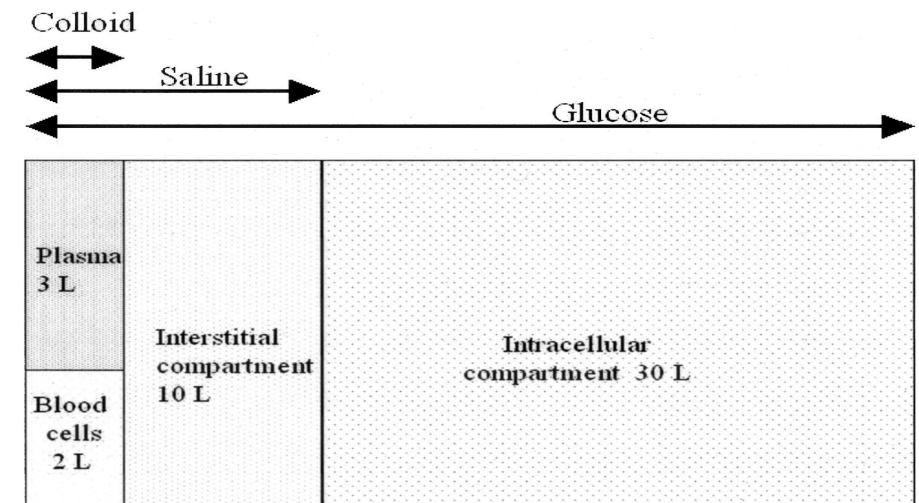 Colloid
Saline
Glucose
Plasma
3 L
Blood
cells
2 L
Interstitial
compartment
10 L
Intracellular
compartment 30 L